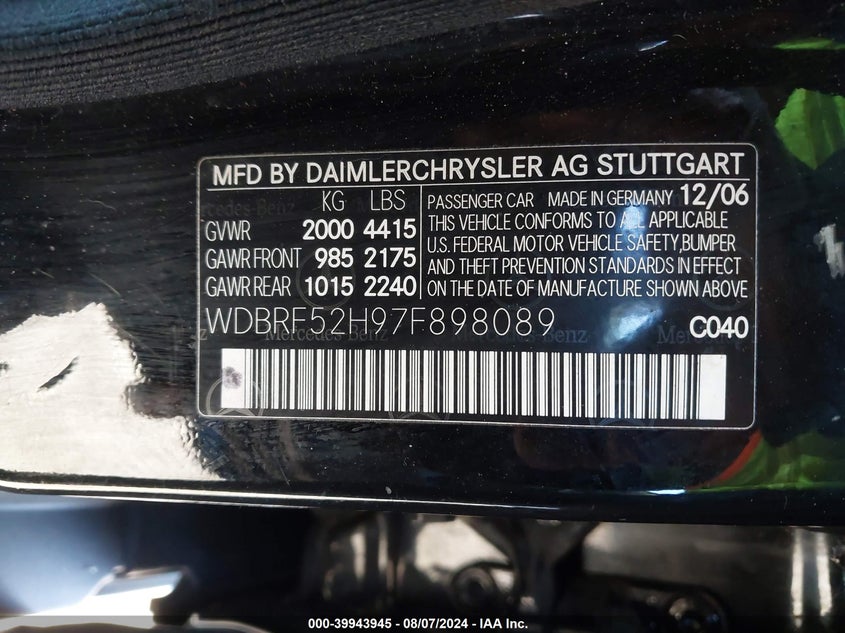 MFD BY DAIMLERCHRYSLER AG STUTTGART
KG LBS
GVWR 2000 4415
GAWR FRONT 985 2175
GAWR REAR 1015 2240
PASSENGER CAR MADE IN GERMANY 12/06
THIS VEHICLE CONFORMS TO ALL APPLICABLE
U.S. FEDERAL MOTOR VEHICLE SAFETY,BUMPER
AND THEFT PREVENTION STANDARDS IN EFFECT
ON THE DATE OF MANUFACTURE SHOWN ABOVE
WDBRF52H97F898089 C040
Mercedes-Benz
000-39943945 - 08/07/2024 - IAA Inc.